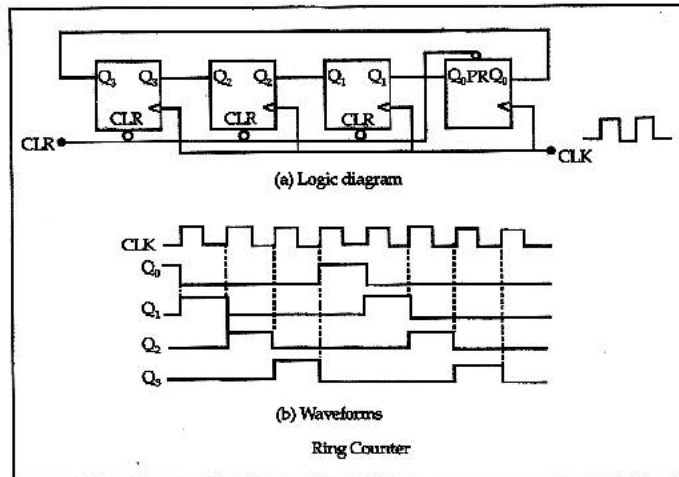 Q₃ Q₃ Q₂ Q₂ Q₁ Q₁ Q₀ PR Q₀
CLR CLR CLR
CLR
CLK
(a) Logic diagram
CLK
Q₀
Q₁
Q₂
Q₃
(b) Waveforms
Ring Counter